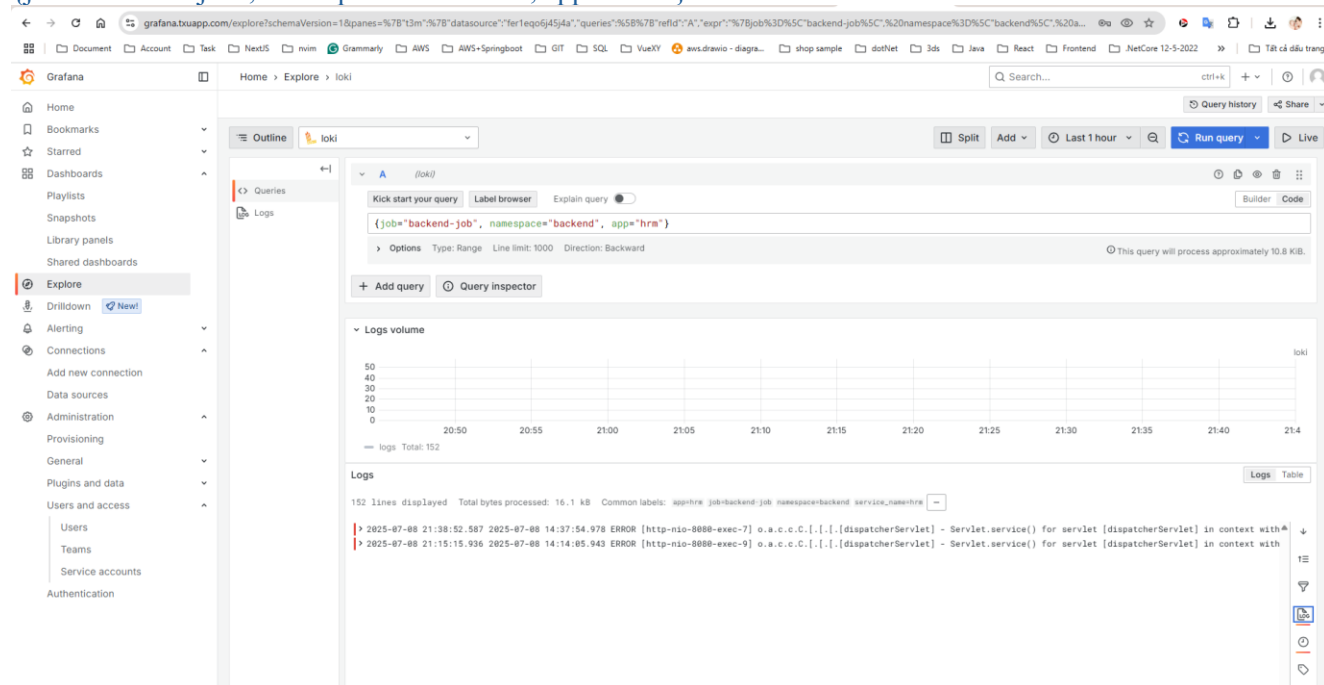 grafana.txuapp.com/explore?schemaVersion=1&panes=%7B"t3m":%7B"datasource":"fer1eqo6j45j4a","queries":%5B%7B"refId":"A","expr":"%7Bjob%3D%5C"backend-job%5C",%20namespace%3D%5C"backend%5C",%20a...
Document Account Task NextJS nvim Grammarly AWS AWS+Springboot GIT SQL VueXY aws.drawio - diagra... shop sample dotNet 3ds Java React Frontend .NetCore 12-5-2022 » Tất cả dấu trang
Grafana
Home › Explore › loki
Search... ctrl+k
Query history Share
Home
Bookmarks
Starred
Dashboards
Playlists
Snapshots
Library panels
Shared dashboards
Explore
Drilldown New!
Alerting
Connections
Add new connection
Data sources
Administration
Provisioning
General
Plugins and data
Users and access
Users
Teams
Service accounts
Authentication
Outline loki Split Add Last 1 hour Run query Live
Queries
Logs
A (loki)
Kick start your query Label browser Explain query Builder Code
{job="backend-job", namespace="backend", app="hrm"}
Options Type: Range Line limit: 1000 Direction: Backward This query will process approximately 10.8 KiB.
+ Add query Query inspector
Logs volume
loki
50
40
30
20
10
0
20:50 20:55 21:00 21:05 21:10 21:15 21:20 21:25 21:30 21:35 21:40 21:4
logs Total: 152
Logs Logs Table
152 lines displayed Total bytes processed: 16.1 kB Common labels: app=hrm job=backend-job namespace=backend service_name=hrm
2025-07-08 21:38:52.587 2025-07-08 14:37:54.978 ERROR [http-nio-8080-exec-7] o.a.c.c.C.[.[.[.[dispatcherServlet] - Servlet.service() for servlet [dispatcherServlet] in context with
2025-07-08 21:15:15.936 2025-07-08 14:14:05.943 ERROR [http-nio-8080-exec-9] o.a.c.c.C.[.[.[.[dispatcherServlet] - Servlet.service() for servlet [dispatcherServlet] in context with